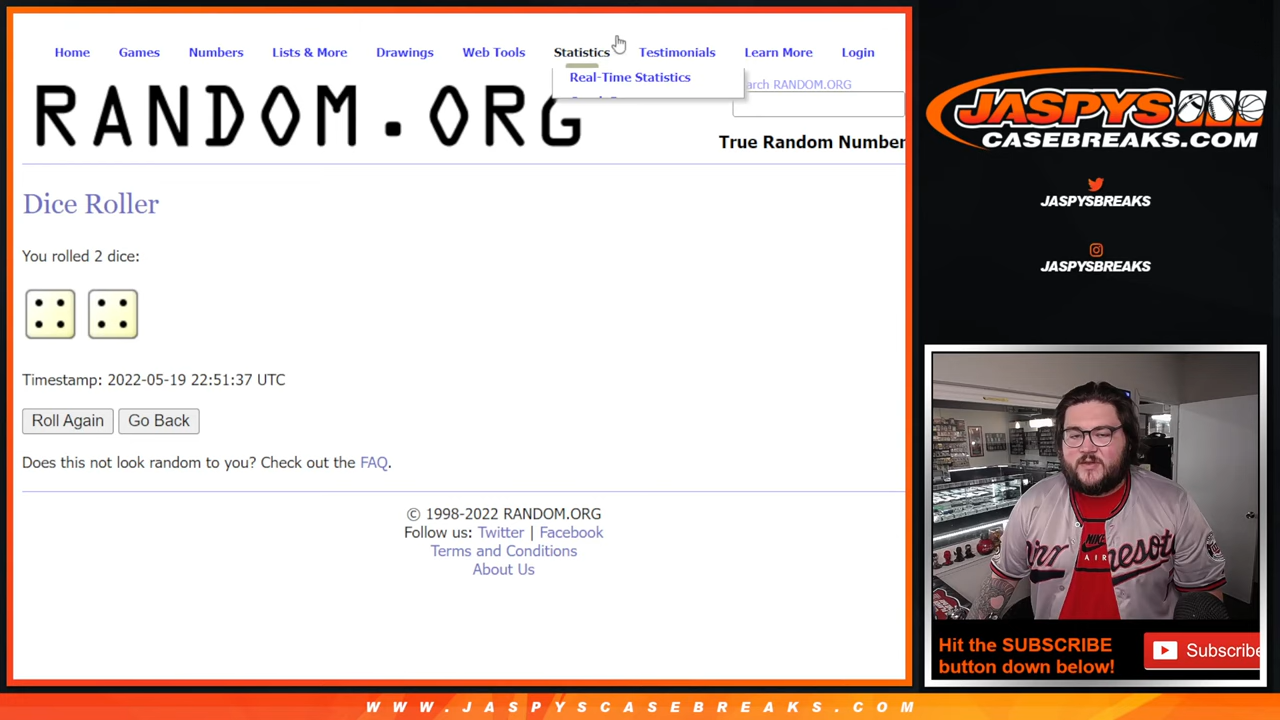 Home Games Numbers Lists & More Drawings Web Tools Statistics Testimonials Learn More Login
Real-Time Statistics
arch RANDOM.ORG
RANDOM.ORG
True Random Number
Dice Roller
You rolled 2 dice:
Timestamp: 2022-05-19 22:51:37 UTC
Roll Again Go Back
Does this not look random to you? Check out the FAQ.
© 1998-2022 RANDOM.ORG
Follow us: Twitter | Facebook
Terms and Conditions
About Us
JASPYS
CASEBREAKS.COM
JASPYSBREAKS
JASPYSBREAKS
NIKE
AIR
Hit the SUBSCRIBE
button down below!
Subscribe
WWW.JASPYSCASEBREAKS.COM